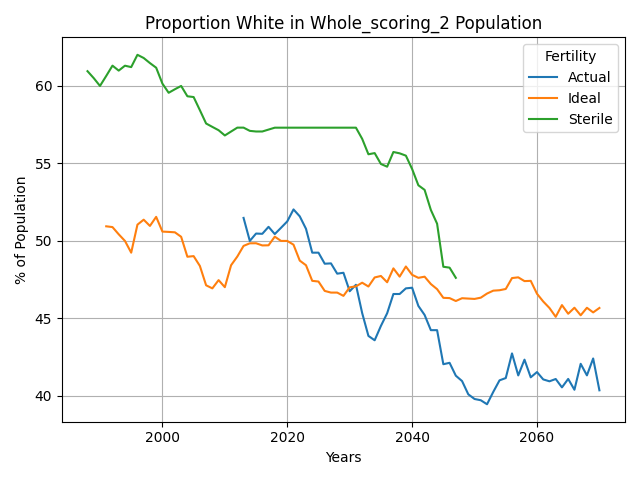 Proportion White in Whole_scoring_2 Population
Fertility
Actual
Ideal
Sterile
% of Population
60
55
50
45
40
2000
2020
2040
2060
Years